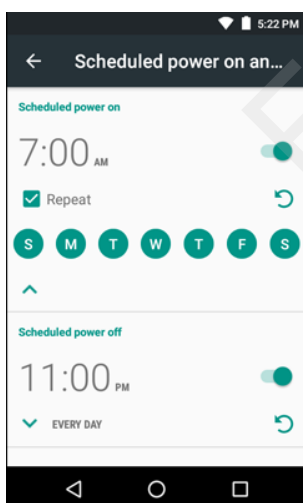 5:22 PM
Scheduled power on an...
Scheduled power on
7:00 AM
Repeat
S M T W T F S
Scheduled power off
11:00 PM
EVERY DAY